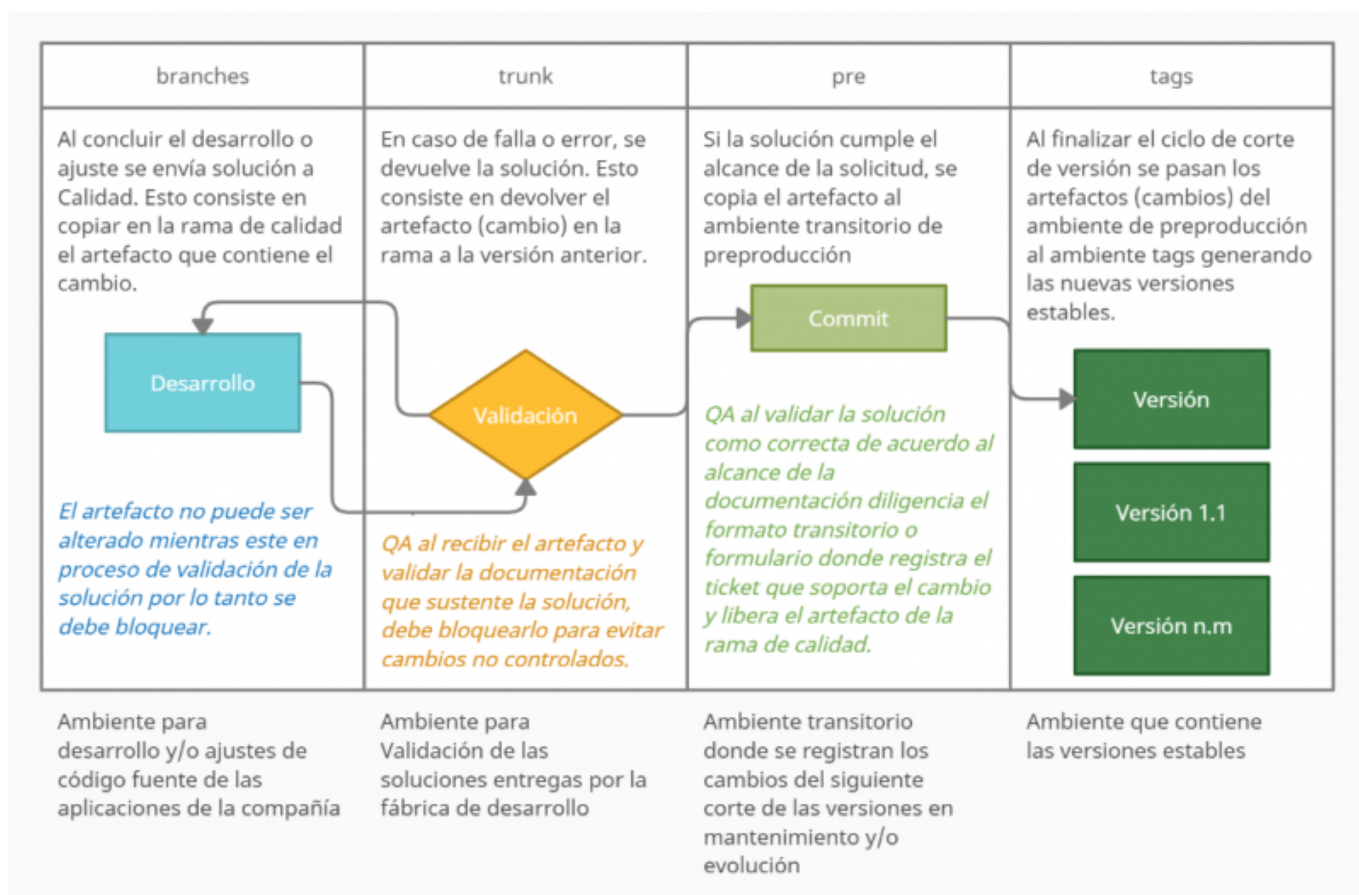 branches
trunk
pre
tags
Al concluir el desarrollo o
ajuste se envía solución a
Calidad. Esto consiste en
copiar en la rama de calidad
el artefacto que contiene el
cambio.
En caso de falla o error, se
devuelve la solución. Esto
consiste en devolver el
artefacto (cambio) en la
rama a la versión anterior.
Si la solución cumple el
alcance de la solicitud, se
copia el artefacto al
ambiente transitorio de
preproducción
Al finalizar el ciclo de corte
de versión se pasan los
artefactos (cambios) del
ambiente de preproducción
al ambiente tags generando
las nuevas versiones
estables.
Desarrollo
Validación
Commit
Versión
Versión 1.1
Versión n.m
El artefacto no puede ser
alterado mientras este en
proceso de validación de la
solución por lo tanto se
debe bloquear.
QA al recibir el artefacto y
validar la documentación
que sustente la solución,
debe bloquearlo para evitar
cambios no controlados.
QA al validar la solución
como correcta de acuerdo al
alcance de la
documentación diligencia el
formato transitorio o
formulario donde registra el
ticket que soporta el cambio
y libera el artefacto de la
rama de calidad.
Ambiente para
desarrollo y/o ajustes de
código fuente de las
aplicaciones de la compañía
Ambiente para
Validación de las
soluciones entregas por la
fábrica de desarrollo
Ambiente transitorio
donde se registran los
cambios del siguiente
corte de las versiones en
mantenimiento y/o
evolución
Ambiente que contiene
las versiones estables